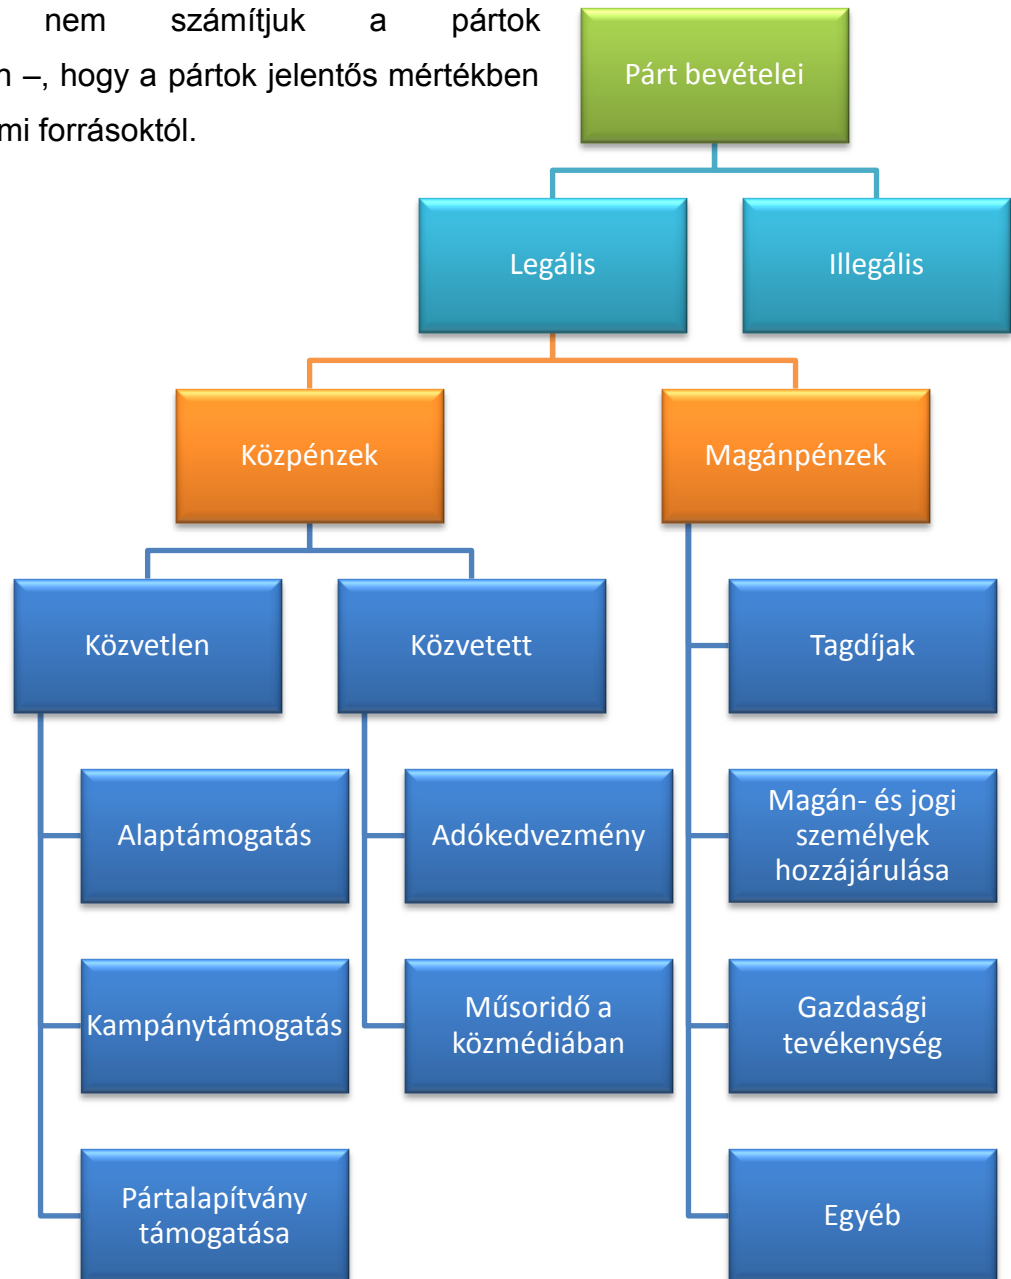 nem számítjuk a pártok
–, hogy a pártok jelentős mértékben
forrásoktól.
Párt bevételei
Legális
Illegális
Közpénzek
Magánpénzek
Közvetlen
Közvetett
Tagdíjak
Alaptámogatás
Adókedvezmény
Magán- és jogi
személyek
hozzájárulása
Kampánytámogatás
Műsoridő a
közmédiában
Gazdasági
tevékenység
Pártalapítvány
támogatása
Egyéb